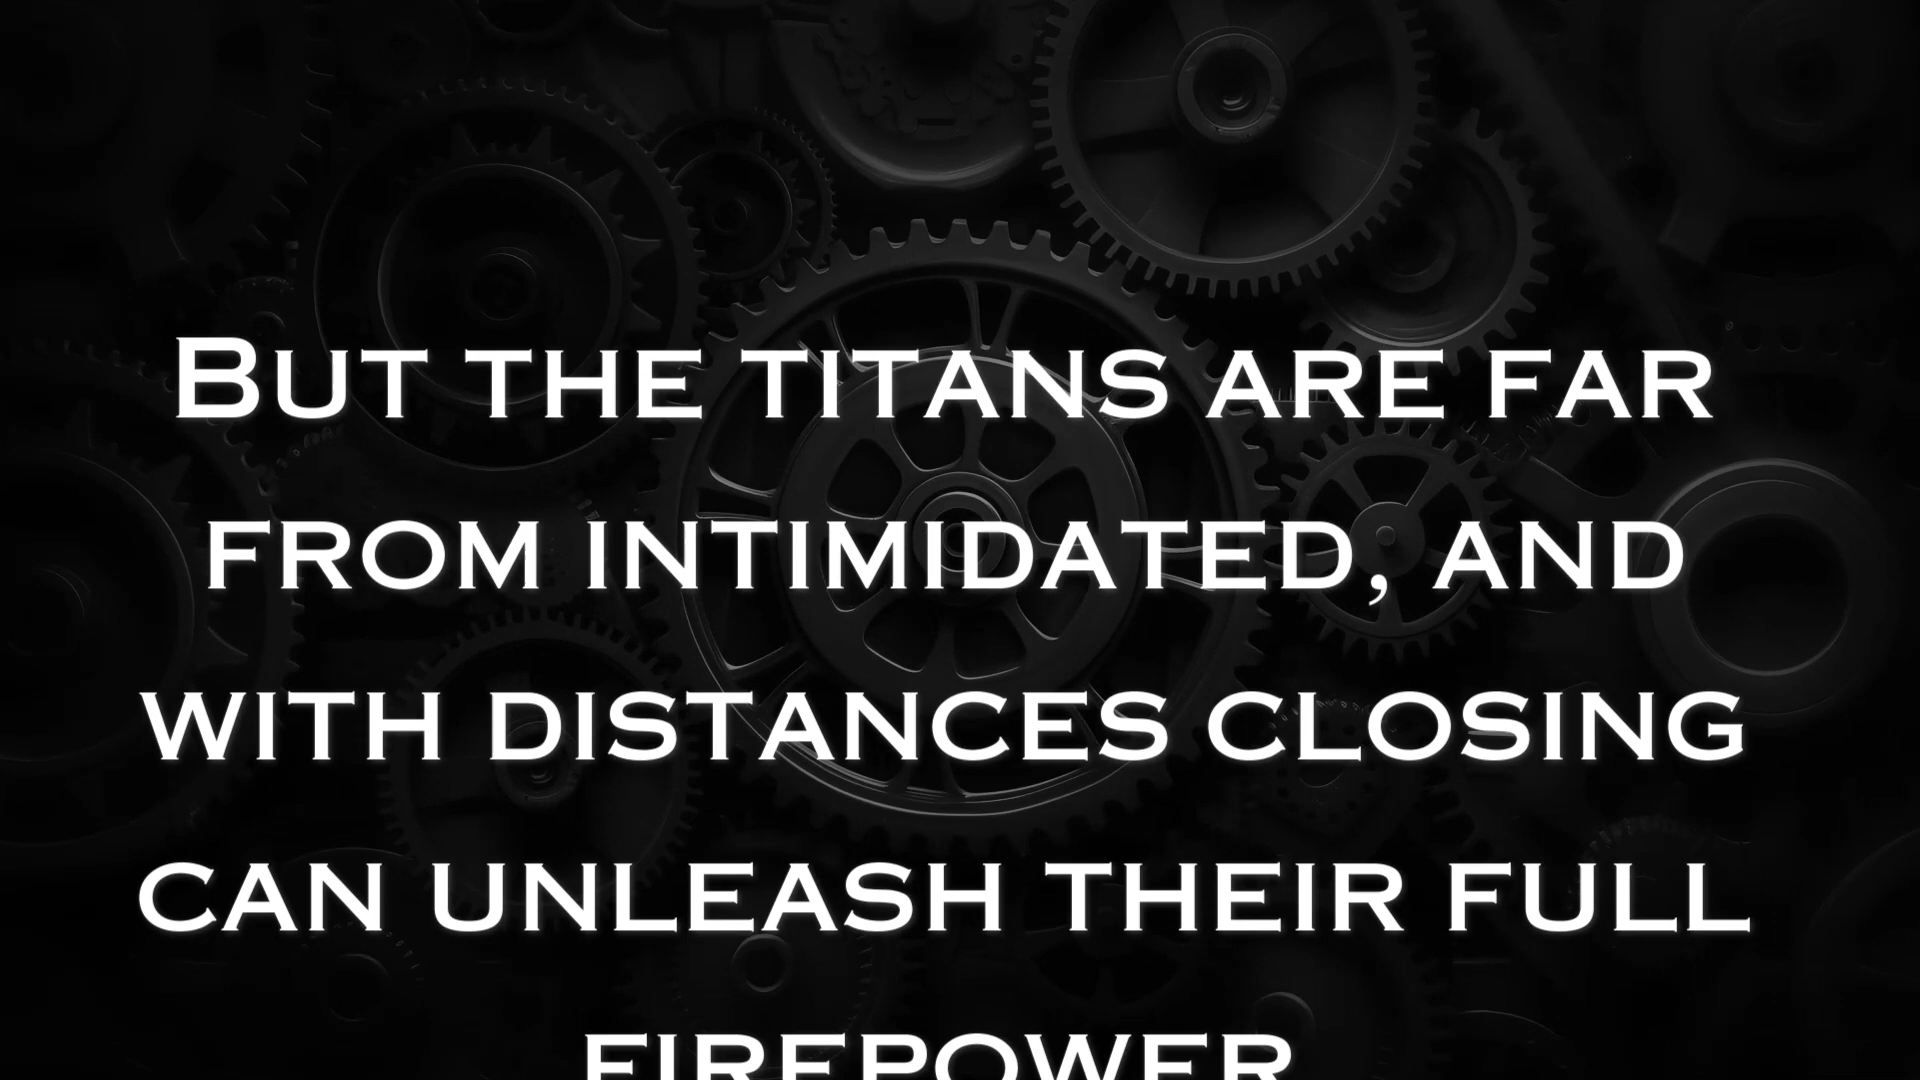 But the titans are far
from intimidated, and
with distances closing
can unleash their full
firepower